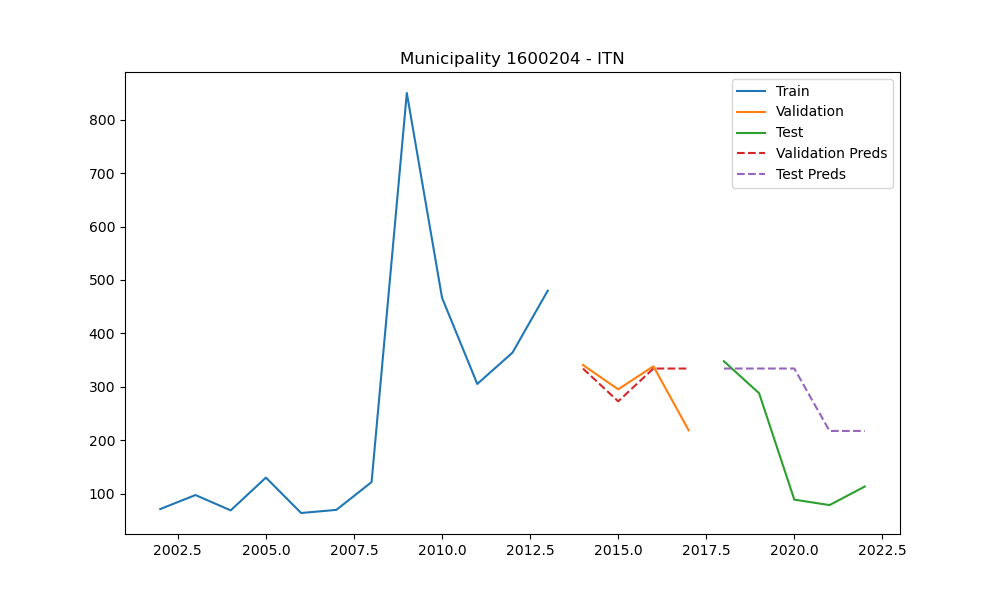 Municipality 1600204 - ITN
Train
Validation
Test
Validation Preds
Test Preds
800
700
600
500
400
300
200
100
2002.5 2005.0 2007.5 2010.0 2012.5 2015.0 2017.5 2020.0 2022.5